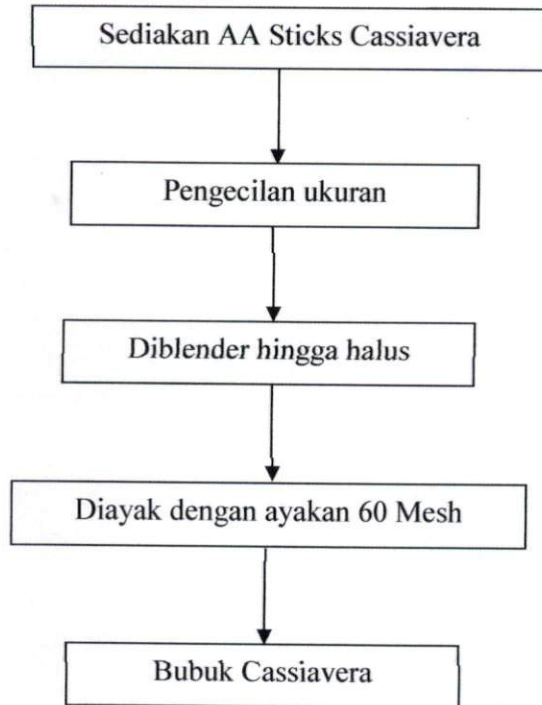 Sediakan AA Sticks Cassiavera
Pengecilan ukuran
Diblender hingga halus
Diayak dengan ayakan 60 Mesh
Bubuk Cassiavera